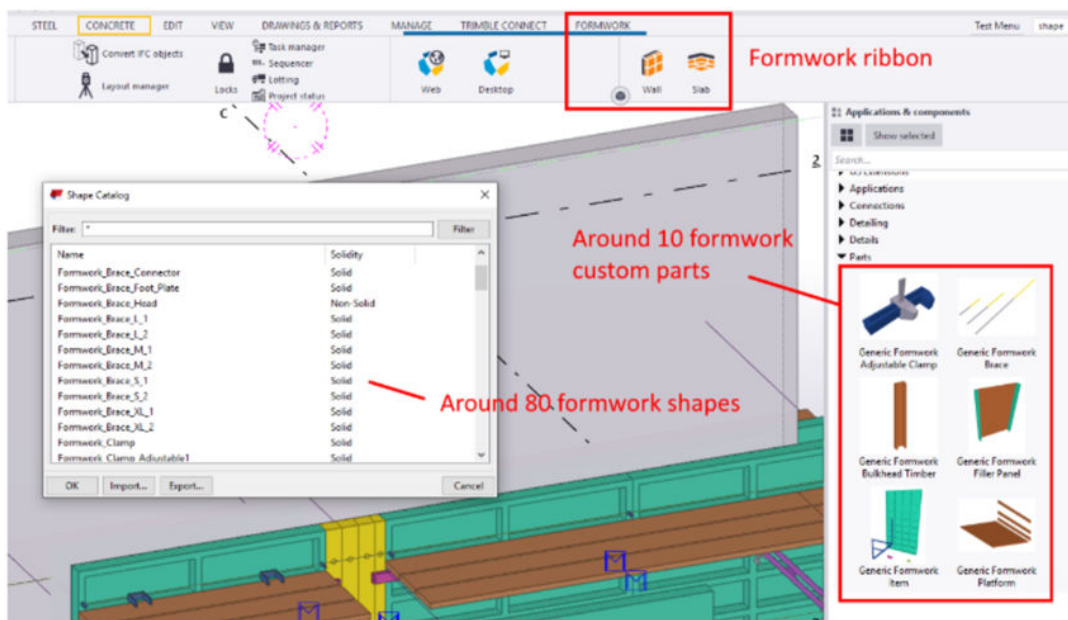 STEEL CONCRETE EDIT VIEW DRAWINGS & REPORTS MANAGE TRIMBLE CONNECT FORMWORK Test Menu shape
Convert IFC objects
Layout manager
Locks
Task manager
Sequencer
Lotting
Project status
Web
Desktop
Wall
Slab
Formwork ribbon
C
2
Applications & components
Show selected
Search...
US Extensions
Applications
Connections
Detailing
Details
Parts
Shape Catalog
Filter: *
Filter
Name Solidity
Formwork_Brace_Connector Solid
Formwork_Brace_Foot_Plate Solid
Formwork_Brace_Head Non-Solid
Formwork_Brace_L_1 Solid
Formwork_Brace_L_2 Solid
Formwork_Brace_M_1 Solid
Formwork_Brace_M_2 Solid
Formwork_Brace_S_1 Solid
Formwork_Brace_S_2 Solid
Formwork_Brace_XL_1 Solid
Formwork_Brace_XL_2 Solid
Formwork_Clamp Solid
Formwork_Clamp_Adjustable1 Solid
OK Import... Export... Cancel
Around 80 formwork shapes
Around 10 formwork
custom parts
Generic Formwork
Adjustable Clamp
Generic Formwork
Brace
Generic Formwork
Bulkhead Timber
Generic Formwork
Filler Panel
Generic Formwork
Item
Generic Formwork
Platform